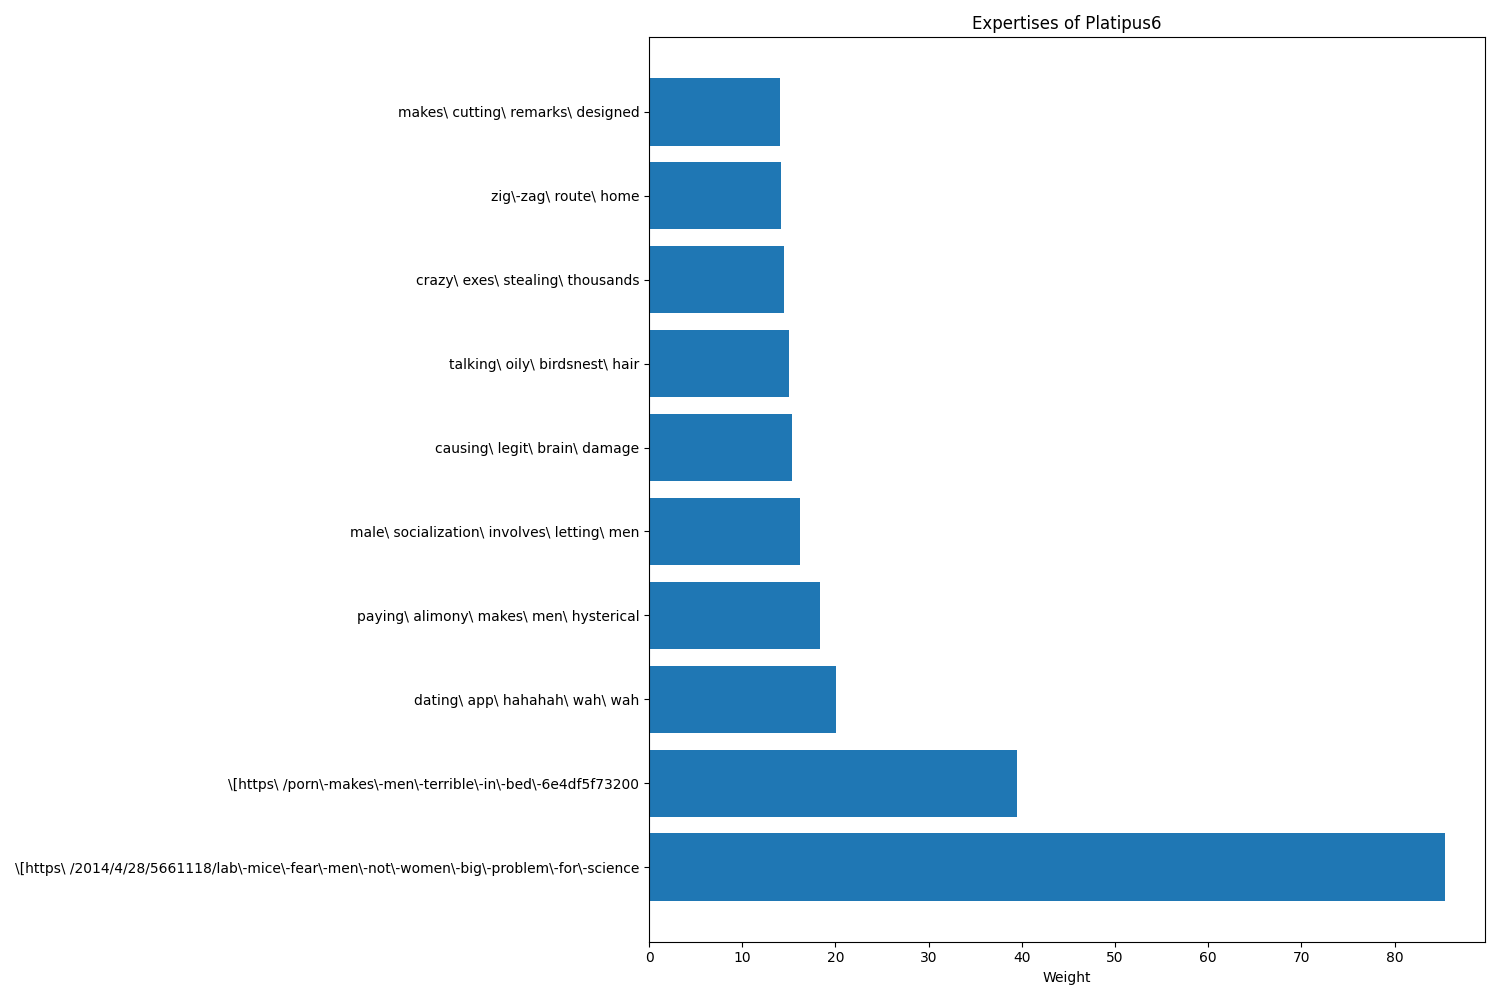 Expertises of Platipus6
makes\ cutting\ remarks\ designed
zig\-zag\ route\ home
crazy\ exes\ stealing\ thousands
talking\ oily\ birdsnest\ hair
causing\ legit\ brain\ damage
male\ socialization\ involves\ letting\ men
paying\ alimony\ makes\ men\ hysterical
dating\ app\ hahahah\ wah\ wah
\[https\ /porn\-makes\-men\-terrible\-in\-bed\-6e4df5f73200
\[https\ /2014/4/28/5661118/lab\-mice\-fear\-men\-not\-women\-big\-problem\-for\-science
0 10 20 30 40 50 60 70 80
Weight